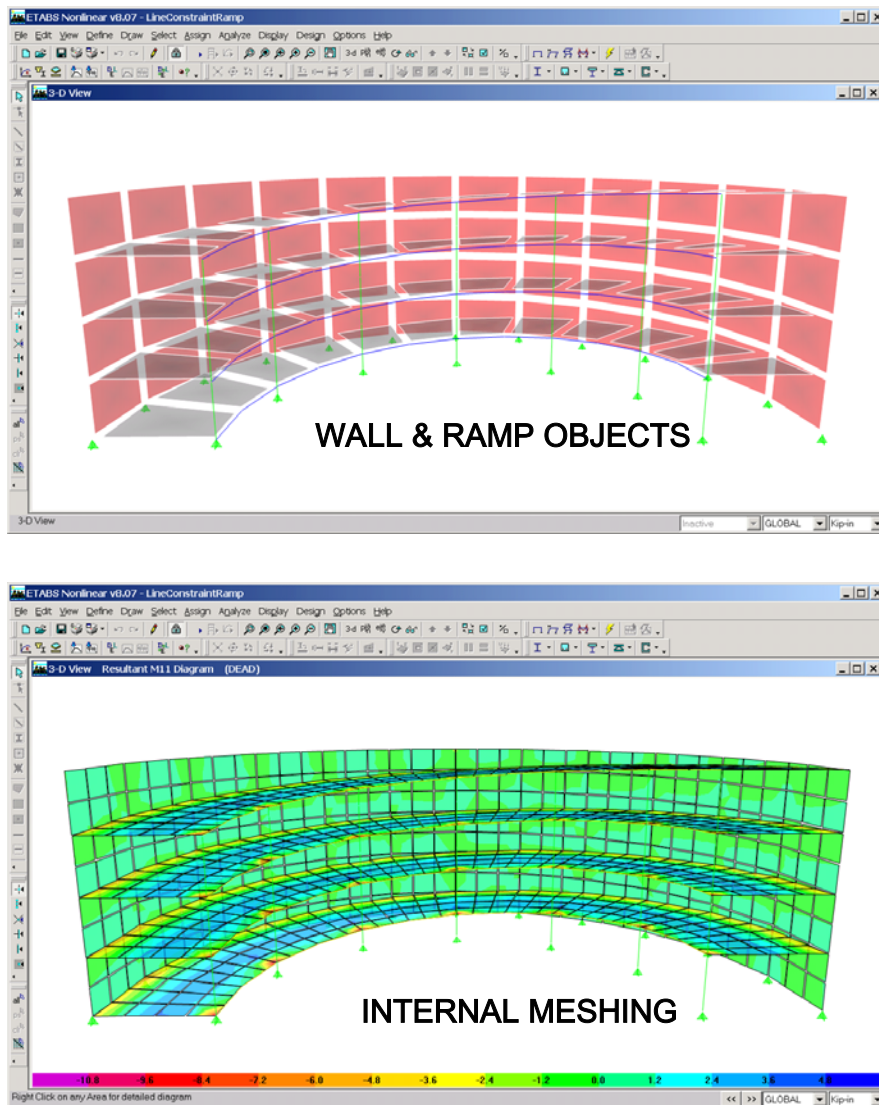 ETABS Nonlinear v8.07 - LineConstraintRamp
File Edit View Define Draw Select Assign Analyze Display Design Options Help
3-d
3-D View
WALL & RAMP OBJECTS
3-D View Inactive GLOBAL Kip-in
ETABS Nonlinear v8.07 - LineConstraintRamp
File Edit View Define Draw Select Assign Analyze Display Design Options Help
3-d
3-D View Resultant M11 Diagram (DEAD)
INTERNAL MESHING
-10.8 -9.6 -8.4 -7.2 -6.0 -4.8 -3.6 -2.4 -1.2 0.0 1.2 2.4 3.6 4.8
Right Click on any Area for detailed diagram << >> GLOBAL Kip-in